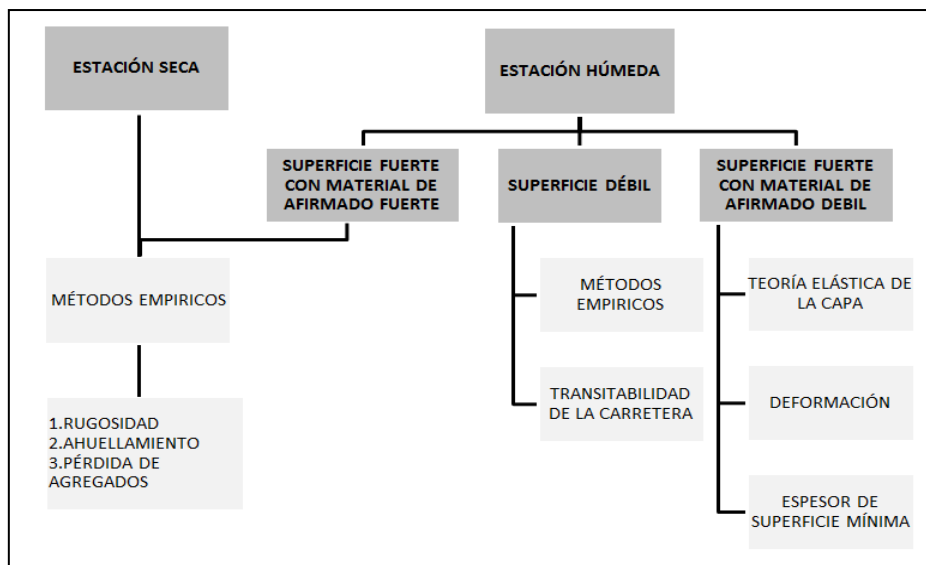 ESTACIÓN SECA
ESTACIÓN HÚMEDA
SUPERFICIE FUERTE
CON MATERIAL DE
AFIRMADO FUERTE
SUPERFICIE DÉBIL
SUPERFICIE FUERTE
CON MATERIAL DE
AFIRMADO DEBIL
MÉTODOS EMPIRICOS
MÉTODOS
EMPIRICOS
TEORÍA ELÁSTICA DE
LA CAPA
1.RUGOSIDAD
2.AHUELLAMIENTO
3.PÉRDIDA DE
AGREGADOS
TRANSITABILIDAD
DE LA CARRETERA
DEFORMACIÓN
ESPESOR DE
SUPERFICIE MÍNIMA